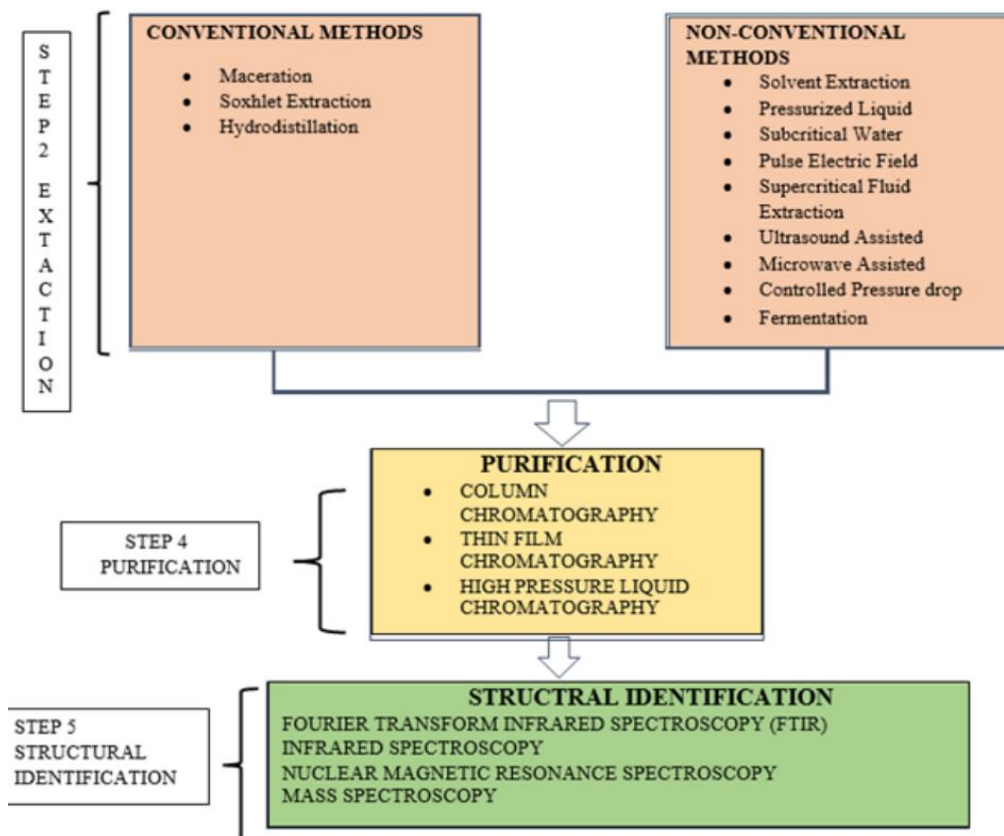 STEP2 EXTACTION
CONVENTIONAL METHODS
• Maceration
• Soxhlet Extraction
• Hydrodistillation
NON-CONVENTIONAL
METHODS
• Solvent Extraction
• Pressurized Liquid
• Subcritical Water
• Pulse Electric Field
• Supercritical Fluid
Extraction
• Ultrasound Assisted
• Microwave Assisted
• Controlled Pressure drop
• Fermentation
STEP 4
PURIFICATION
PURIFICATION
• COLUMN
CHROMATOGRAPHY
• THIN FILM
CHROMATOGRAPHY
• HIGH PRESSURE LIQUID
CHROMATOGRAPHY
STEP 5
STRUCTURAL
IDENTIFICATION
STRUCTRAL IDENTIFICATION
FOURIER TRANSFORM INFRARED SPECTROSCOPY (FTIR)
INFRARED SPECTROSCOPY
NUCLEAR MAGNETIC RESONANCE SPECTROSCOPY
MASS SPECTROSCOPY